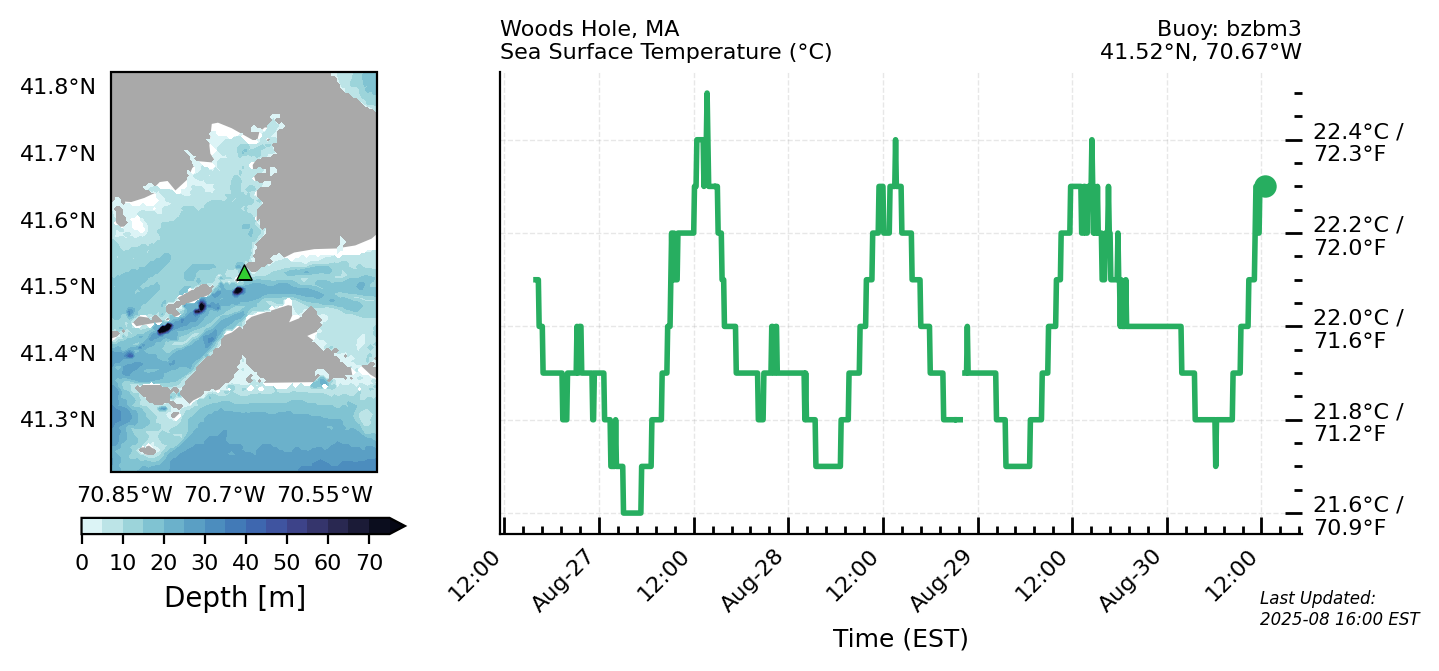 Woods Hole, MA
Sea Surface Temperature (°C)
Buoy: bzbm3
41.52°N, 70.67°W
41.8°N
41.7°N
41.6°N
41.5°N
41.4°N
41.3°N
70.85°W 70.7°W 70.55°W
0 10 20 30 40 50 60 70
Depth [m]
22.4°C /
72.3°F
22.2°C /
72.0°F
22.0°C /
71.6°F
21.8°C /
71.2°F
21.6°C /
70.9°F
12:00 Aug-27 12:00 Aug-28 12:00 Aug-29 12:00 Aug-30 12:00
Time (EST)
Last Updated:
2025-08 16:00 EST